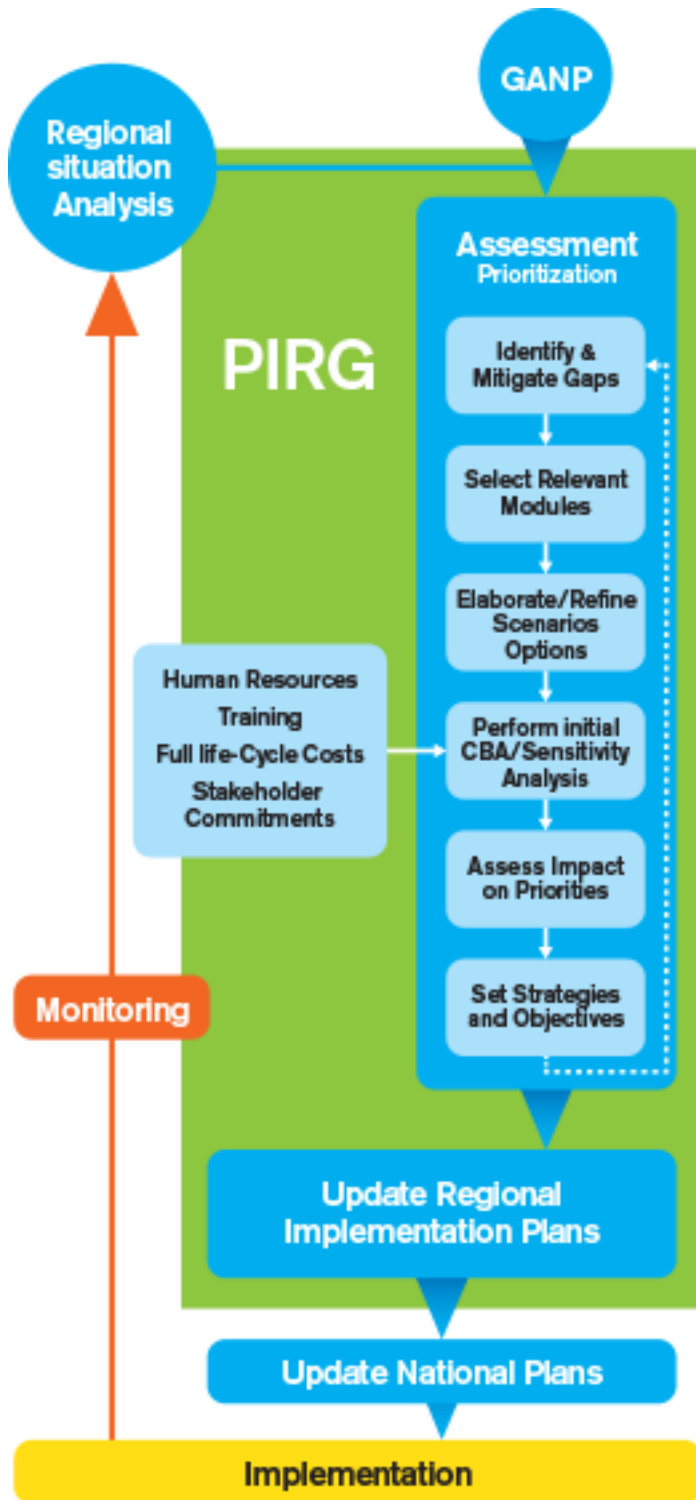 GANP
Regional
situation
Analysis
Assessment
Prioritization
PIRG
Identify &
Mitigate Gaps
Select Relevant
Modules
Elaborate/Refine
Scenarios
Options
Human Resources
Training
Full life-Cycle Costs
Stakeholder
Commitments
Perform initial
CBA/Sensitivity
Analysis
Assess Impact
on Priorities
Set Strategies
and Objectives
Monitoring
Update Regional
Implementation Plans
Update National Plans
Implementation